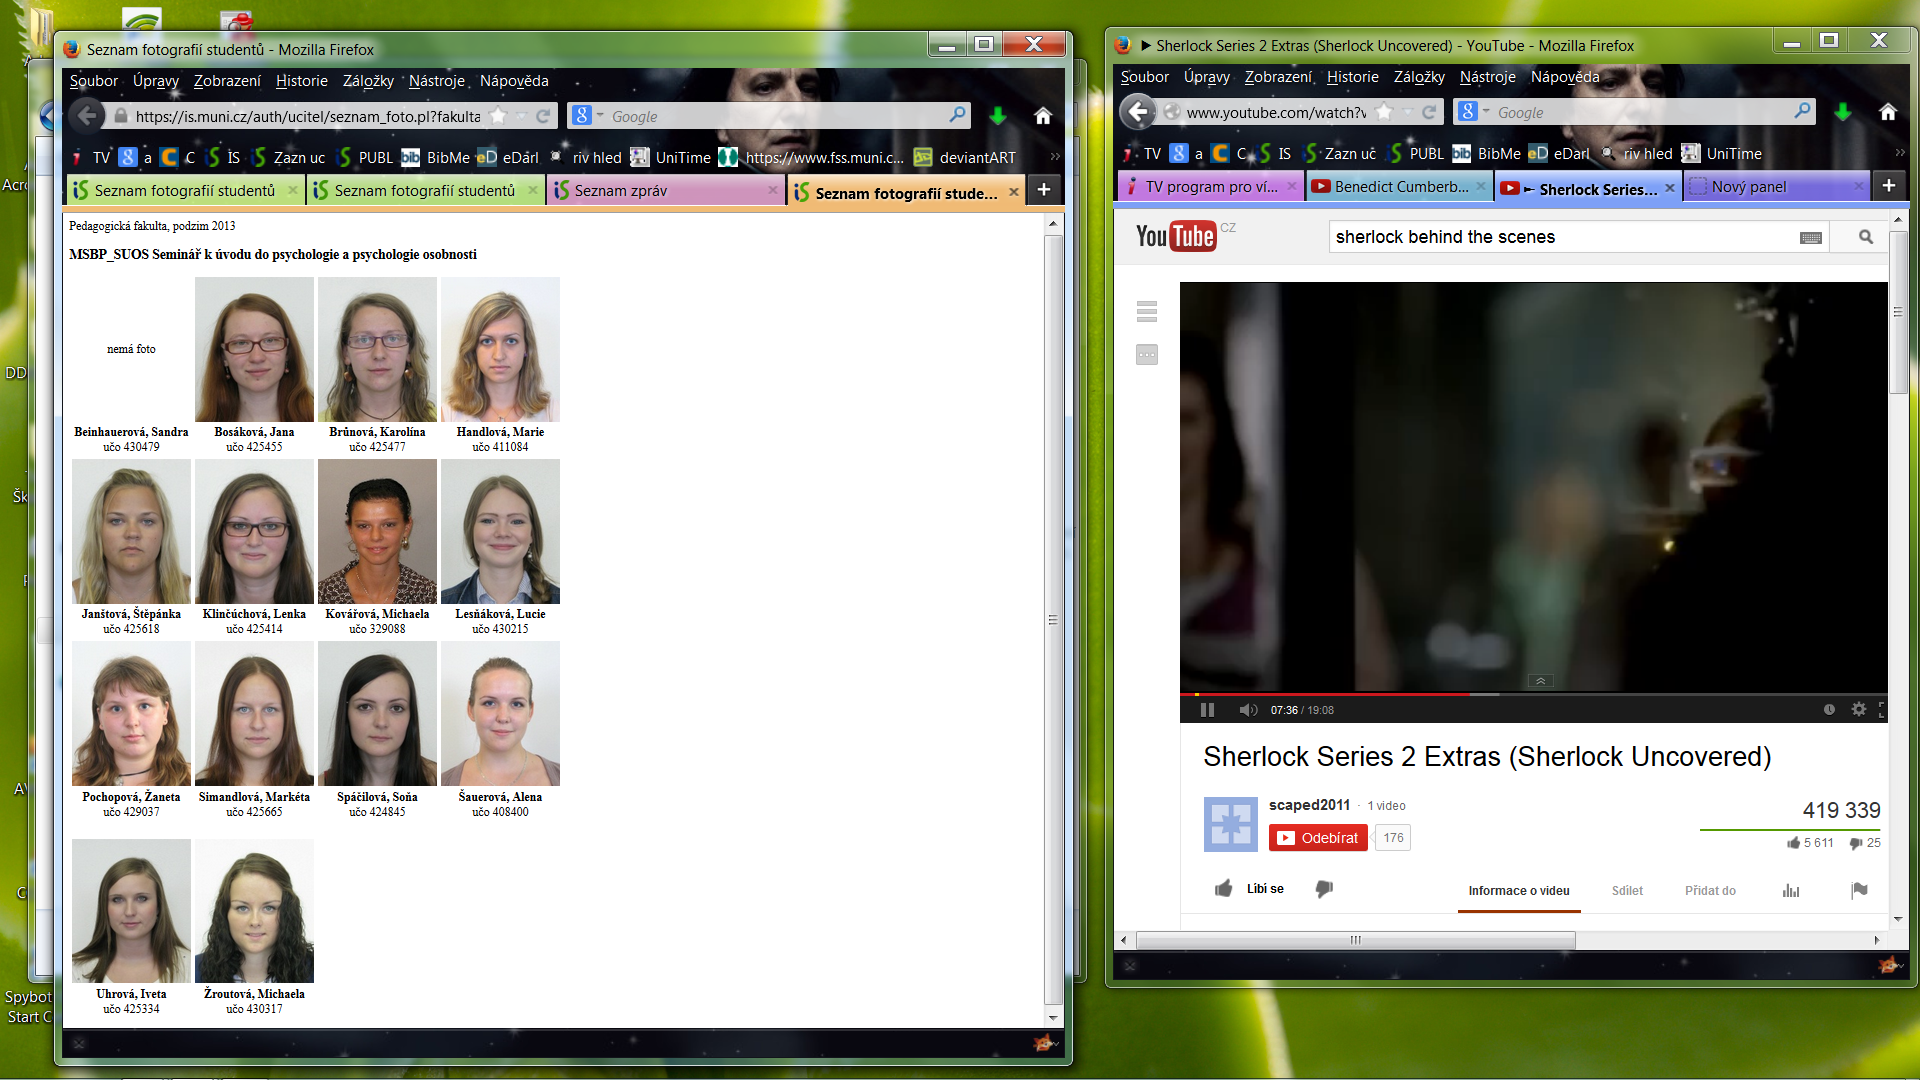 Seznam fotografií studentů - Mozilla Firefox
Soubor Úpravy Zobrazení Historie Záložky Nástroje Nápověda
https://is.muni.cz/auth/ucitel/seznam_foto.pl?fakulta
Google
TV a C IS Zazn uc PUBL BibMe eDarl riv hled UniTime https://www.fss.muni.c... deviantART
Seznam fotografií studentů
Seznam fotografií studentů
Seznam zpráv
Seznam fotografií stude...
Pedagogická fakulta, podzim 2013
MSBP_SUOS Seminář k úvodu do psychologie a psychologie osobnosti
nemá foto
Beinhauerová, Sandra Bosáková, Jana Brůnová, Karolína Handlová, Marie
učo 430479 učo 425455 učo 425477 učo 411084
Janštová, Štěpánka Klinčúchová, Lenka Kovářová, Michaela Lesňáková, Lucie
učo 425618 učo 425414 učo 329088 učo 430215
Pochopová, Žaneta Simandlová, Markéta Spáčilová, Soňa Šauerová, Alena
učo 429037 učo 425665 učo 424845 učo 408400
Uhrová, Iveta Žroutová, Michaela
učo 425334 učo 430317
Spybot
Start C
Sherlock Series 2 Extras (Sherlock Uncovered) - YouTube - Mozilla Firefox
Soubor Úpravy Zobrazení Historie Záložky Nástroje Nápověda
www.youtube.com/watch?v
Google
TV a C IS Zazn uč PUBL BibMe eDarl riv hled UniTime
TV program pro ví...
Benedict Cumberb...
Sherlock Series...
Nový panel
YouTube CZ
sherlock behind the scenes
07:36 / 19:08
Sherlock Series 2 Extras (Sherlock Uncovered)
scaped2011 · 1 video
419 339
Odebírat 176
5 611 25
Líbí se
Informace o videu Sdílet Přidat do